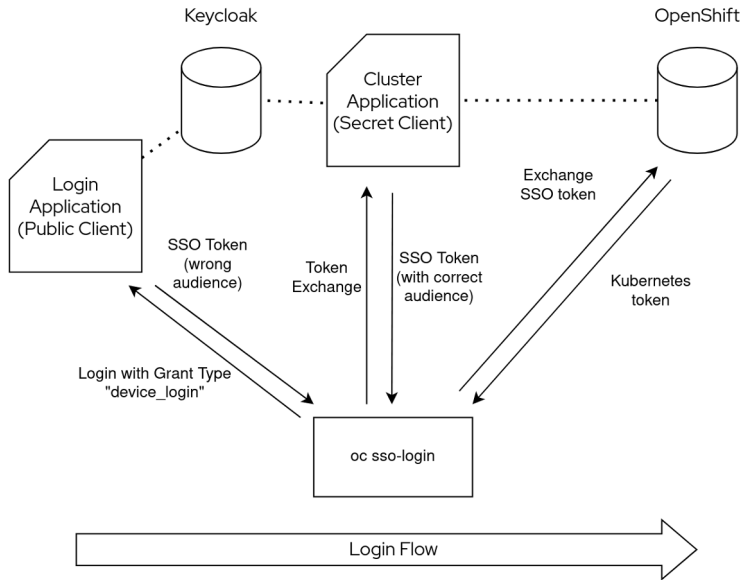 Keycloak
OpenShift
Cluster
Application
(Secret Client)
Login
Application
(Public Client)
Exchange
SSO token
SSO Token
(wrong
audience)
Token
Exchange
SSO Token
(with correct
audience)
Kubernetes
token
Login with Grant Type
"device_login"
oc sso-login
Login Flow